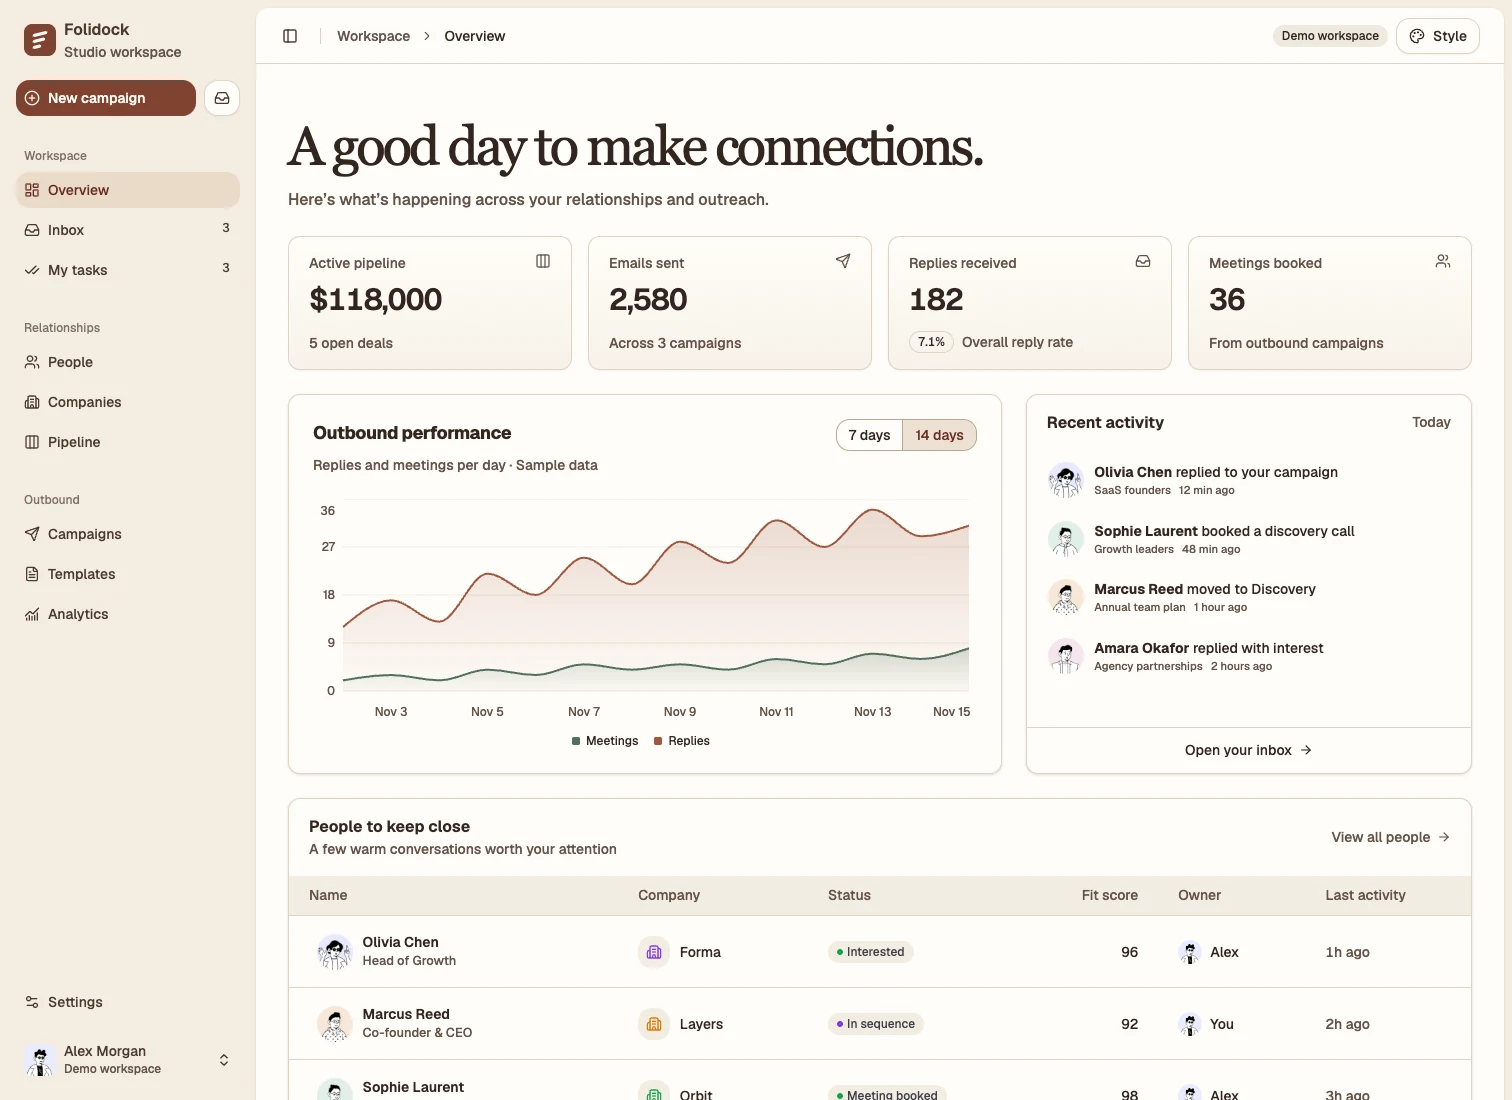 Folidock
Studio workspace
New campaign
Workspace
Overview
Inbox 3
My tasks 3
Relationships
People
Companies
Pipeline
Outbound
Campaigns
Templates
Analytics
Settings
Alex Morgan
Demo workspace
Workspace > Overview
Demo workspace
Style
A good day to make connections.
Here’s what’s happening across your relationships and outreach.
Active pipeline
$118,000
5 open deals
Emails sent
2,580
Across 3 campaigns
Replies received
182
7.1% Overall reply rate
Meetings booked
36
From outbound campaigns
Outbound performance
7 days 14 days
Replies and meetings per day · Sample data
36
27
18
9
0
Nov 3 Nov 5 Nov 7 Nov 9 Nov 11 Nov 13 Nov 15
Meetings Replies
Recent activity Today
Olivia Chen replied to your campaign
SaaS founders 12 min ago
Sophie Laurent booked a discovery call
Growth leaders 48 min ago
Marcus Reed moved to Discovery
Annual team plan 1 hour ago
Amara Okafor replied with interest
Agency partnerships 2 hours ago
Open your inbox →
People to keep close
A few warm conversations worth your attention
View all people →
Name Company Status Fit score Owner Last activity
Olivia Chen
Head of Growth
Forma Interested 96 Alex 1h ago
Marcus Reed
Co-founder & CEO
Layers In sequence 92 You 2h ago
Sophie Laurent
Orbit Meeting booked 98 Alex 3h ago